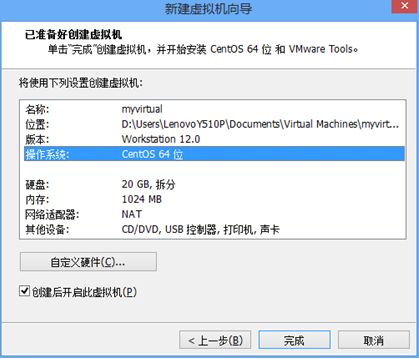 新建虚拟机向导
已准备好创建虚拟机
单击"完成"创建虚拟机，并开始安装 CentOS 64 位 和 VMware Tools。
将使用下列设置创建虚拟机:
名称: myvirtual
位置: D:\Users\LenovoY510P\Documents\Virtual Machines\myvirt...
版本: Workstation 12.0
操作系统: CentOS 64 位
硬盘: 20 GB, 拆分
内存: 1024 MB
网络适配器: NAT
其他设备: CD/DVD, USB 控制器, 打印机, 声卡
自定义硬件(C)...
创建后开启此虚拟机(P)
< 上一步(B) 完成 取消